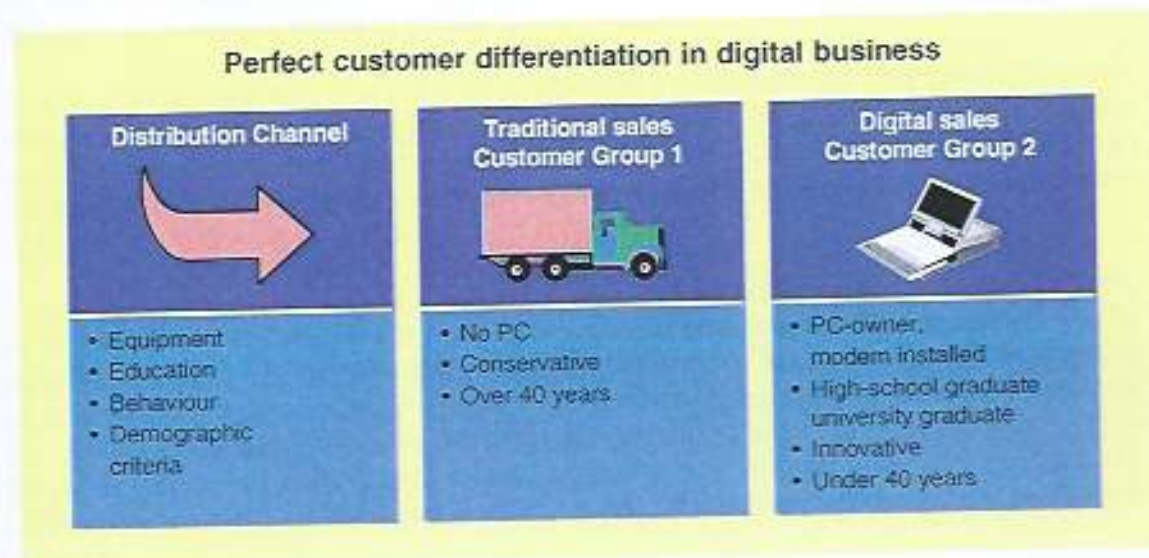 Perfect customer differentiation in digital business
Distribution Channel
• Equipment
• Education
• Behaviour
• Demographic
criteria
Traditional sales
Customer Group 1
• No PC
• Conservative
• Over 40 years
Digital sales
Customer Group 2
• PC-owner,
modem installed
• High-school graduate
university graduate
• Innovative
• Under 40 years